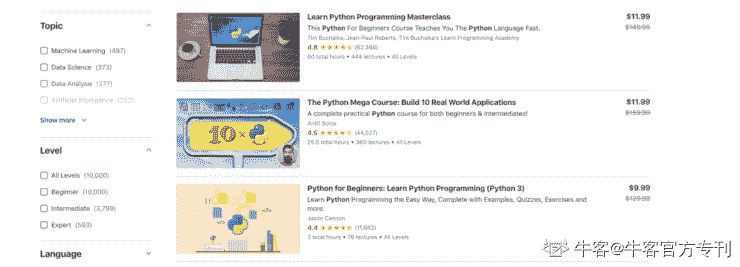 Topic
Machine Learning (497)
Data Science (373)
Data Analysis (277)
Artificial Intelligence (242)
Show more
Level
All Levels (10,000)
Beginner (10,000)
Intermediate (3,799)
Expert (593)
Language
Learn Python Programming Masterclass
$11.99
This Python For Beginners Course Teaches You The Python Language Fast.
$149.99
Tim Buchalka, Jean-Paul Roberts, Tim Buchalka's Learn Programming Academy
4.6
60 total hours • 444 lectures • All Levels
The Python Mega Course: Build 10 Real World Applications
$11.99
A complete practical Python course for both beginners & intermediates!
$159.99
Ardit Sulce
4.5 (44,027)
25.5 total hours • 360 lectures • All Levels
10 x
Python for Beginners: Learn Python Programming (Python 3)
$9.99
Learn Python Programming the Easy Way, Complete with Examples, Quizzes, Exercises and
$129.99
more.
Jason Cannon
4.4 (11,682)
3 total hours • 79 lectures • All Levels
牛客@牛客官方专刊